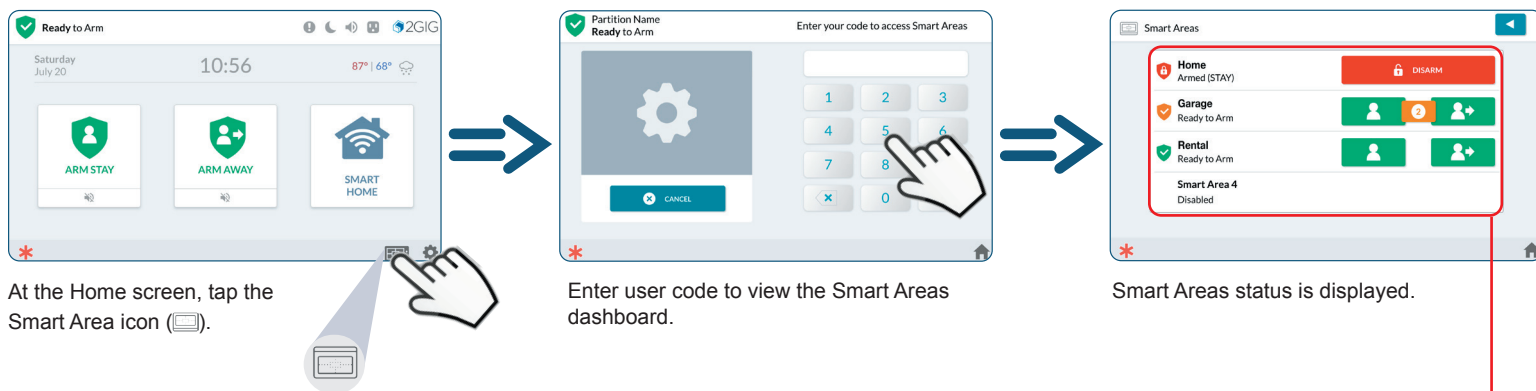 Ready to Arm
2GIG
Saturday
July 20
10:56
87° | 68°
ARM STAY
ARM AWAY
SMART
HOME
At the Home screen, tap the
Smart Area icon ( ).
Partition Name
Ready to Arm
Enter your code to access Smart Areas
1 2 3
4 5 6
7 8
0
CANCEL
Enter user code to view the Smart Areas
dashboard.
Smart Areas
Home
Armed (STAY)
DISARM
Garage
Ready to Arm
2
Rental
Ready to Arm
Smart Area 4
Disabled
Smart Areas status is displayed.